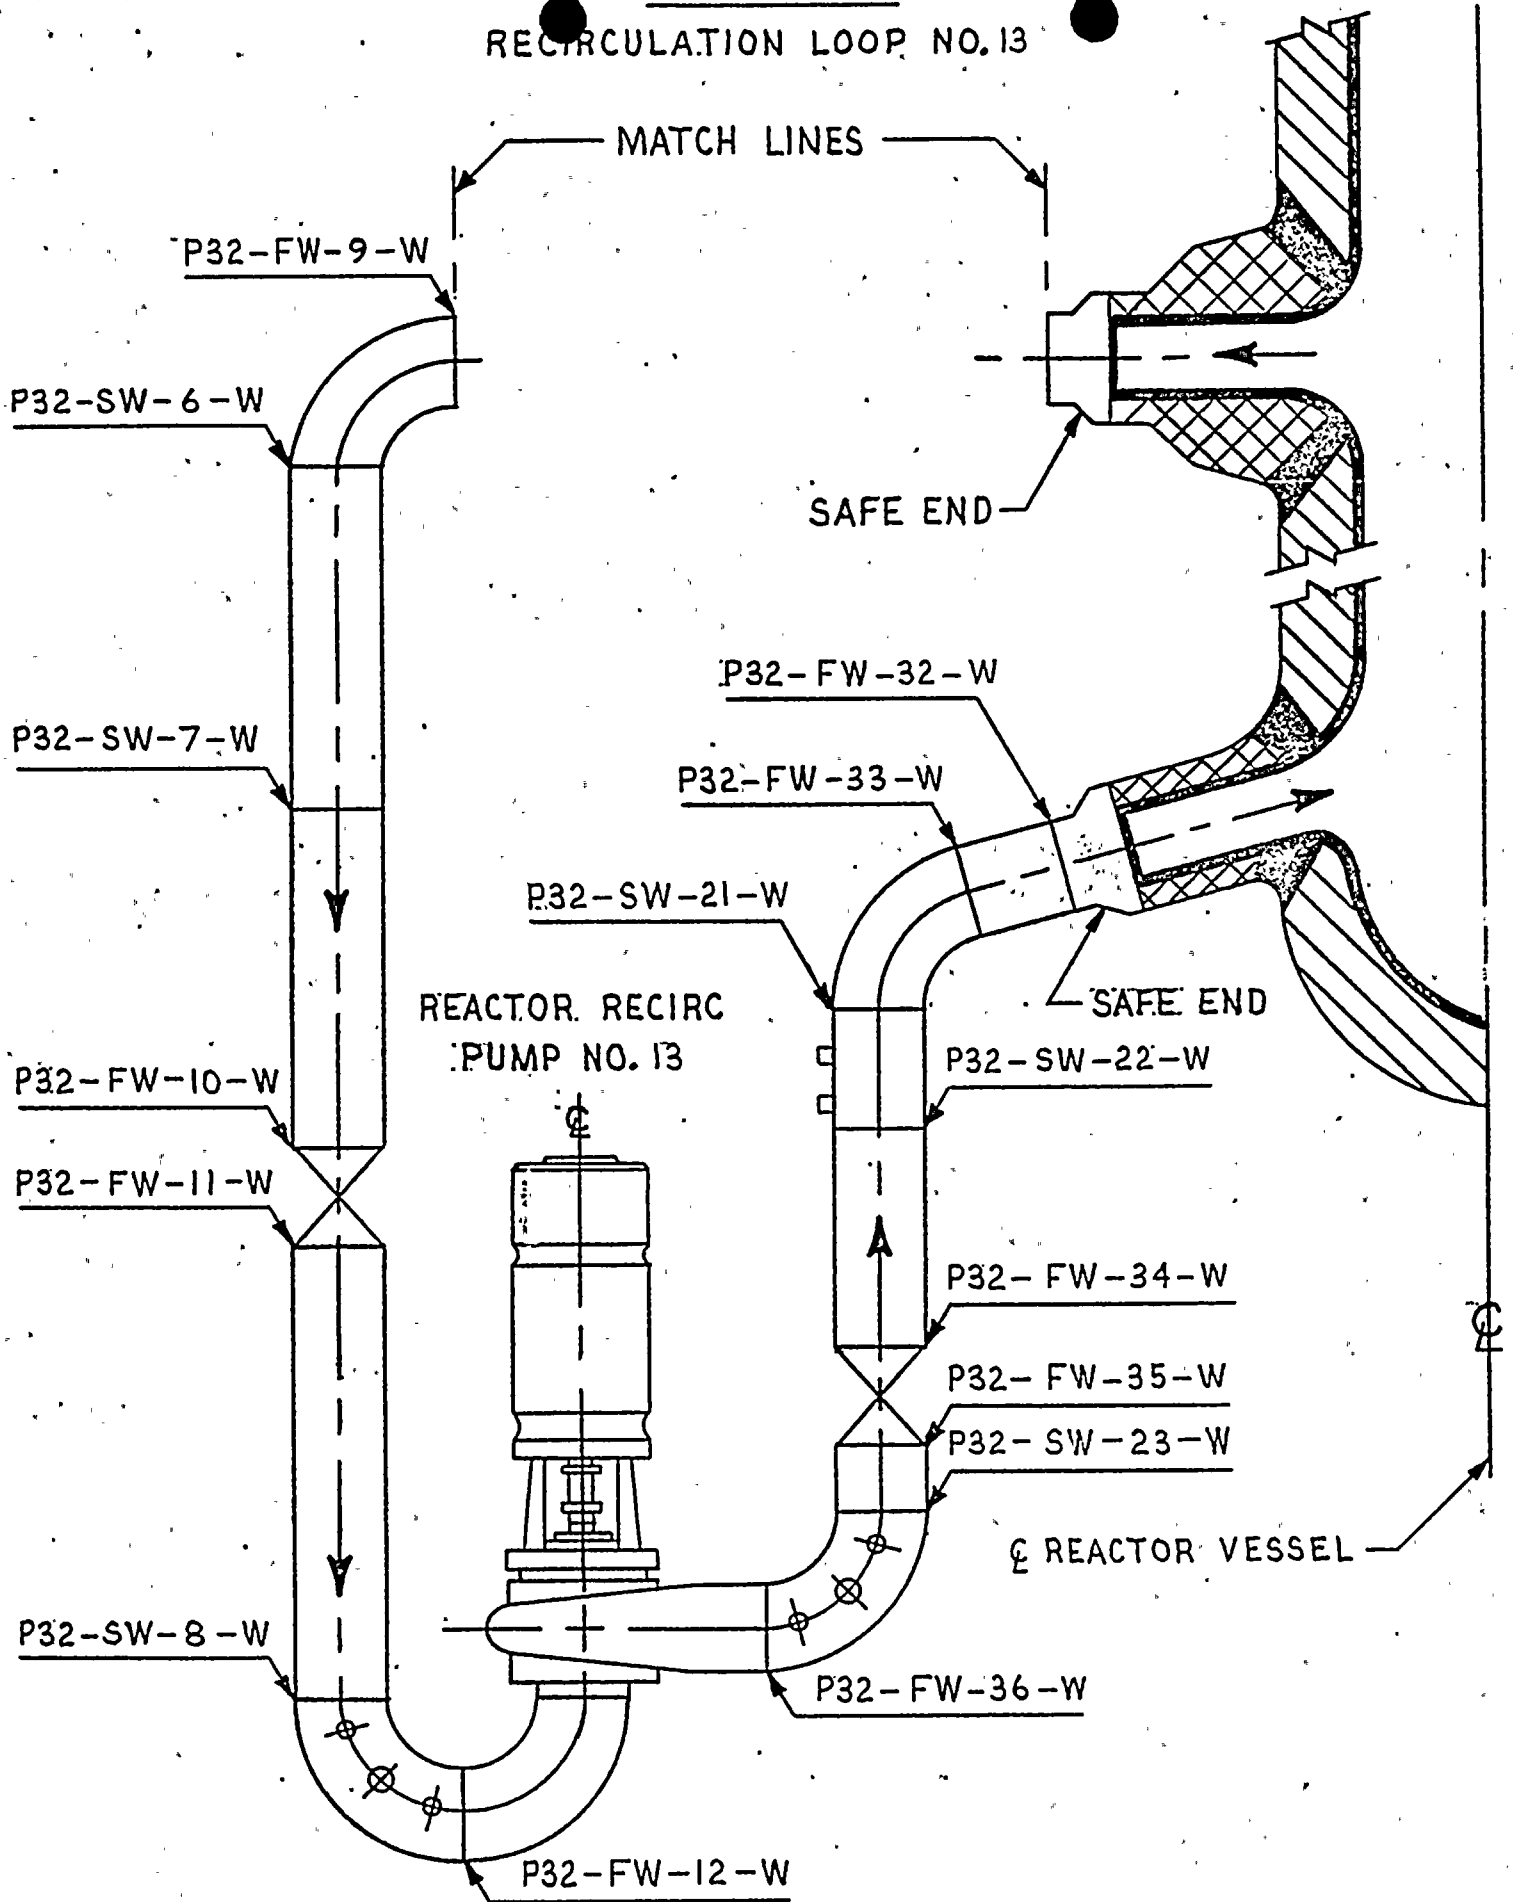 RECIRCULATION LOOP NO. 13
MATCH LINES
P32-FW-9-W
P32-SW-6-W
SAFE END
P32-FW-32-W
P32-SW-7-W
P32-FW-33-W
P32-SW-21-W
REACTOR RECIRC
PUMP NO. 13
SAFE END
P32-SW-22-W
P32-FW-10-W
℄
P32-FW-11-W
P32-FW-34-W
℄
P32-FW-35-W
P32-SW-23-W
℄ REACTOR VESSEL
P32-SW-8-W
P32-FW-36-W
P32-FW-12-W